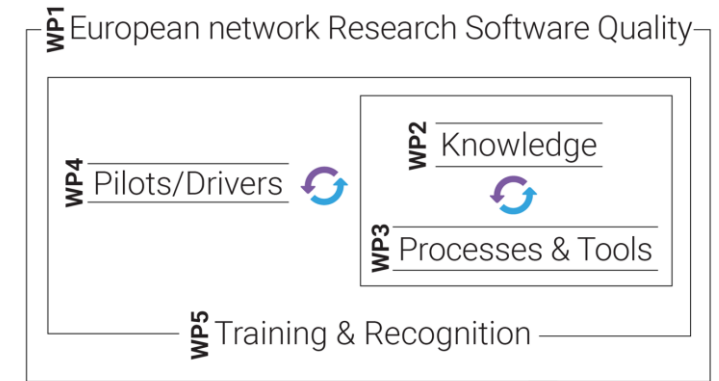 WP1 European network Research Software Quality
WP2 Knowledge
WP4 Pilots/Drivers
WP3 Processes & Tools
WP5 Training & Recognition